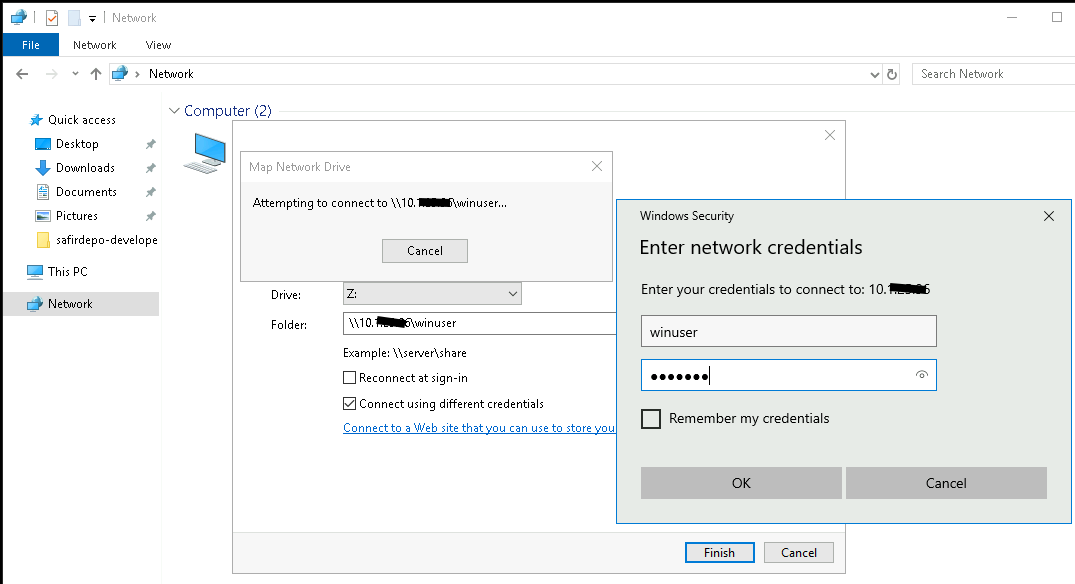 Network
File Network View
Network
Search Network
Quick access
Desktop
Downloads
Documents
Pictures
safirdepo-develope
This PC
Network
Computer (2)
Map Network Drive
Attempting to connect to \\10. \winuser...
Cancel
Drive: Z:
Folder: \\10. \winuser
Example: \\server\share
Reconnect at sign-in
Connect using different credentials
Connect to a Web site that you can use to store you
Finish Cancel
Windows Security
Enter network credentials
Enter your credentials to connect to: 10.
winuser
Remember my credentials
OK Cancel